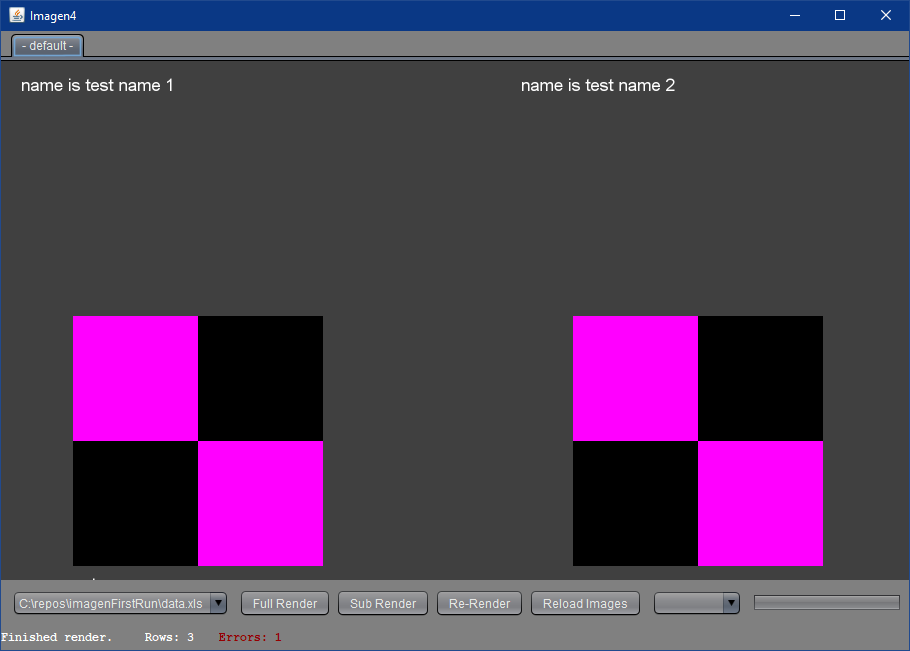 Imagen4
- default -
name is test name 1
name is test name 2
C:\repos\imagenFirstRun\data.xls
Full Render
Sub Render
Re-Render
Reload Images
Finished render. Rows: 3 Errors: 1